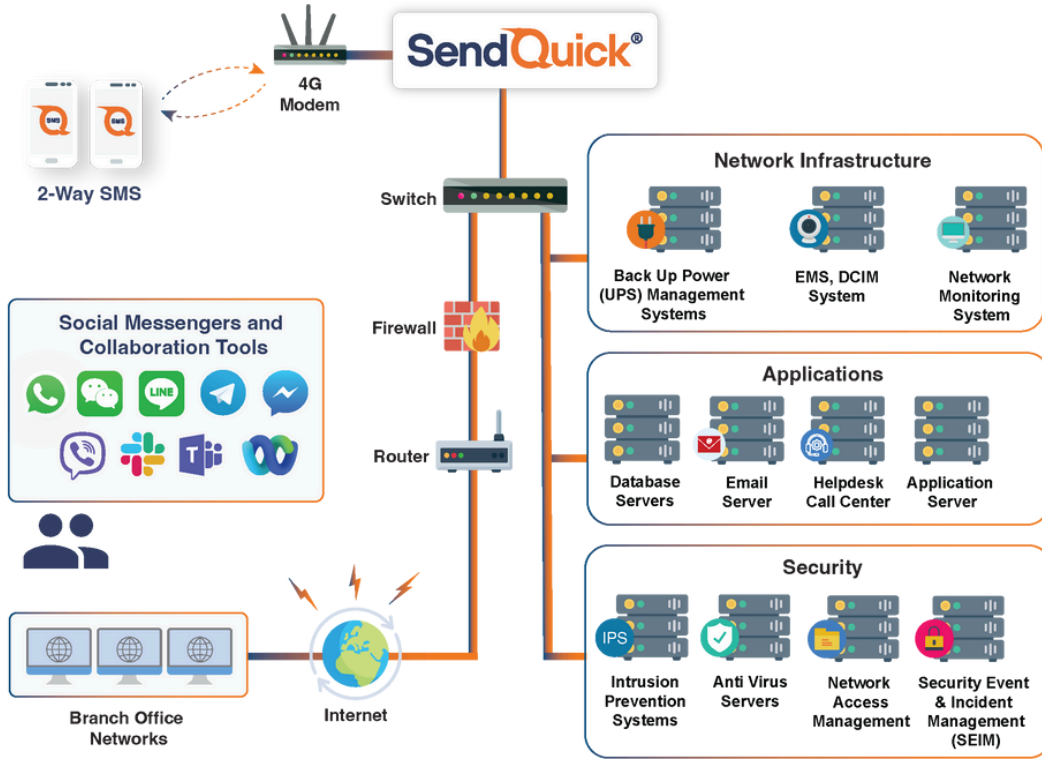 SendQuick®
4G
Modem
SMS
SMS
2-Way SMS
Switch
Network Infrastructure
Back Up Power
(UPS) Management
Systems
EMS, DCIM
System
Network
Monitoring
System
Social Messengers and
Collaboration Tools
LINE
T
Firewall
Applications
Database
Servers
Email
Server
Helpdesk
Call Center
Application
Server
Router
Security
IPS
Intrusion
Prevention
Systems
Anti Virus
Servers
Network
Access
Management
Security Event
& Incident
Management
(SEIM)
Internet
Branch Office
Networks